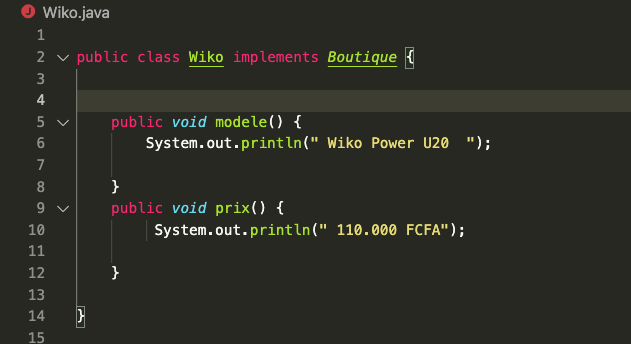 Wiko.java
1
2 public class Wiko implements Boutique {
3
4
5 public void modele() {
6 System.out.println(" Wiko Power U20  ");
7
8 }
9 public void prix() {
10 System.out.println(" 110.000 FCFA");
11
12 }
13
14 }
15